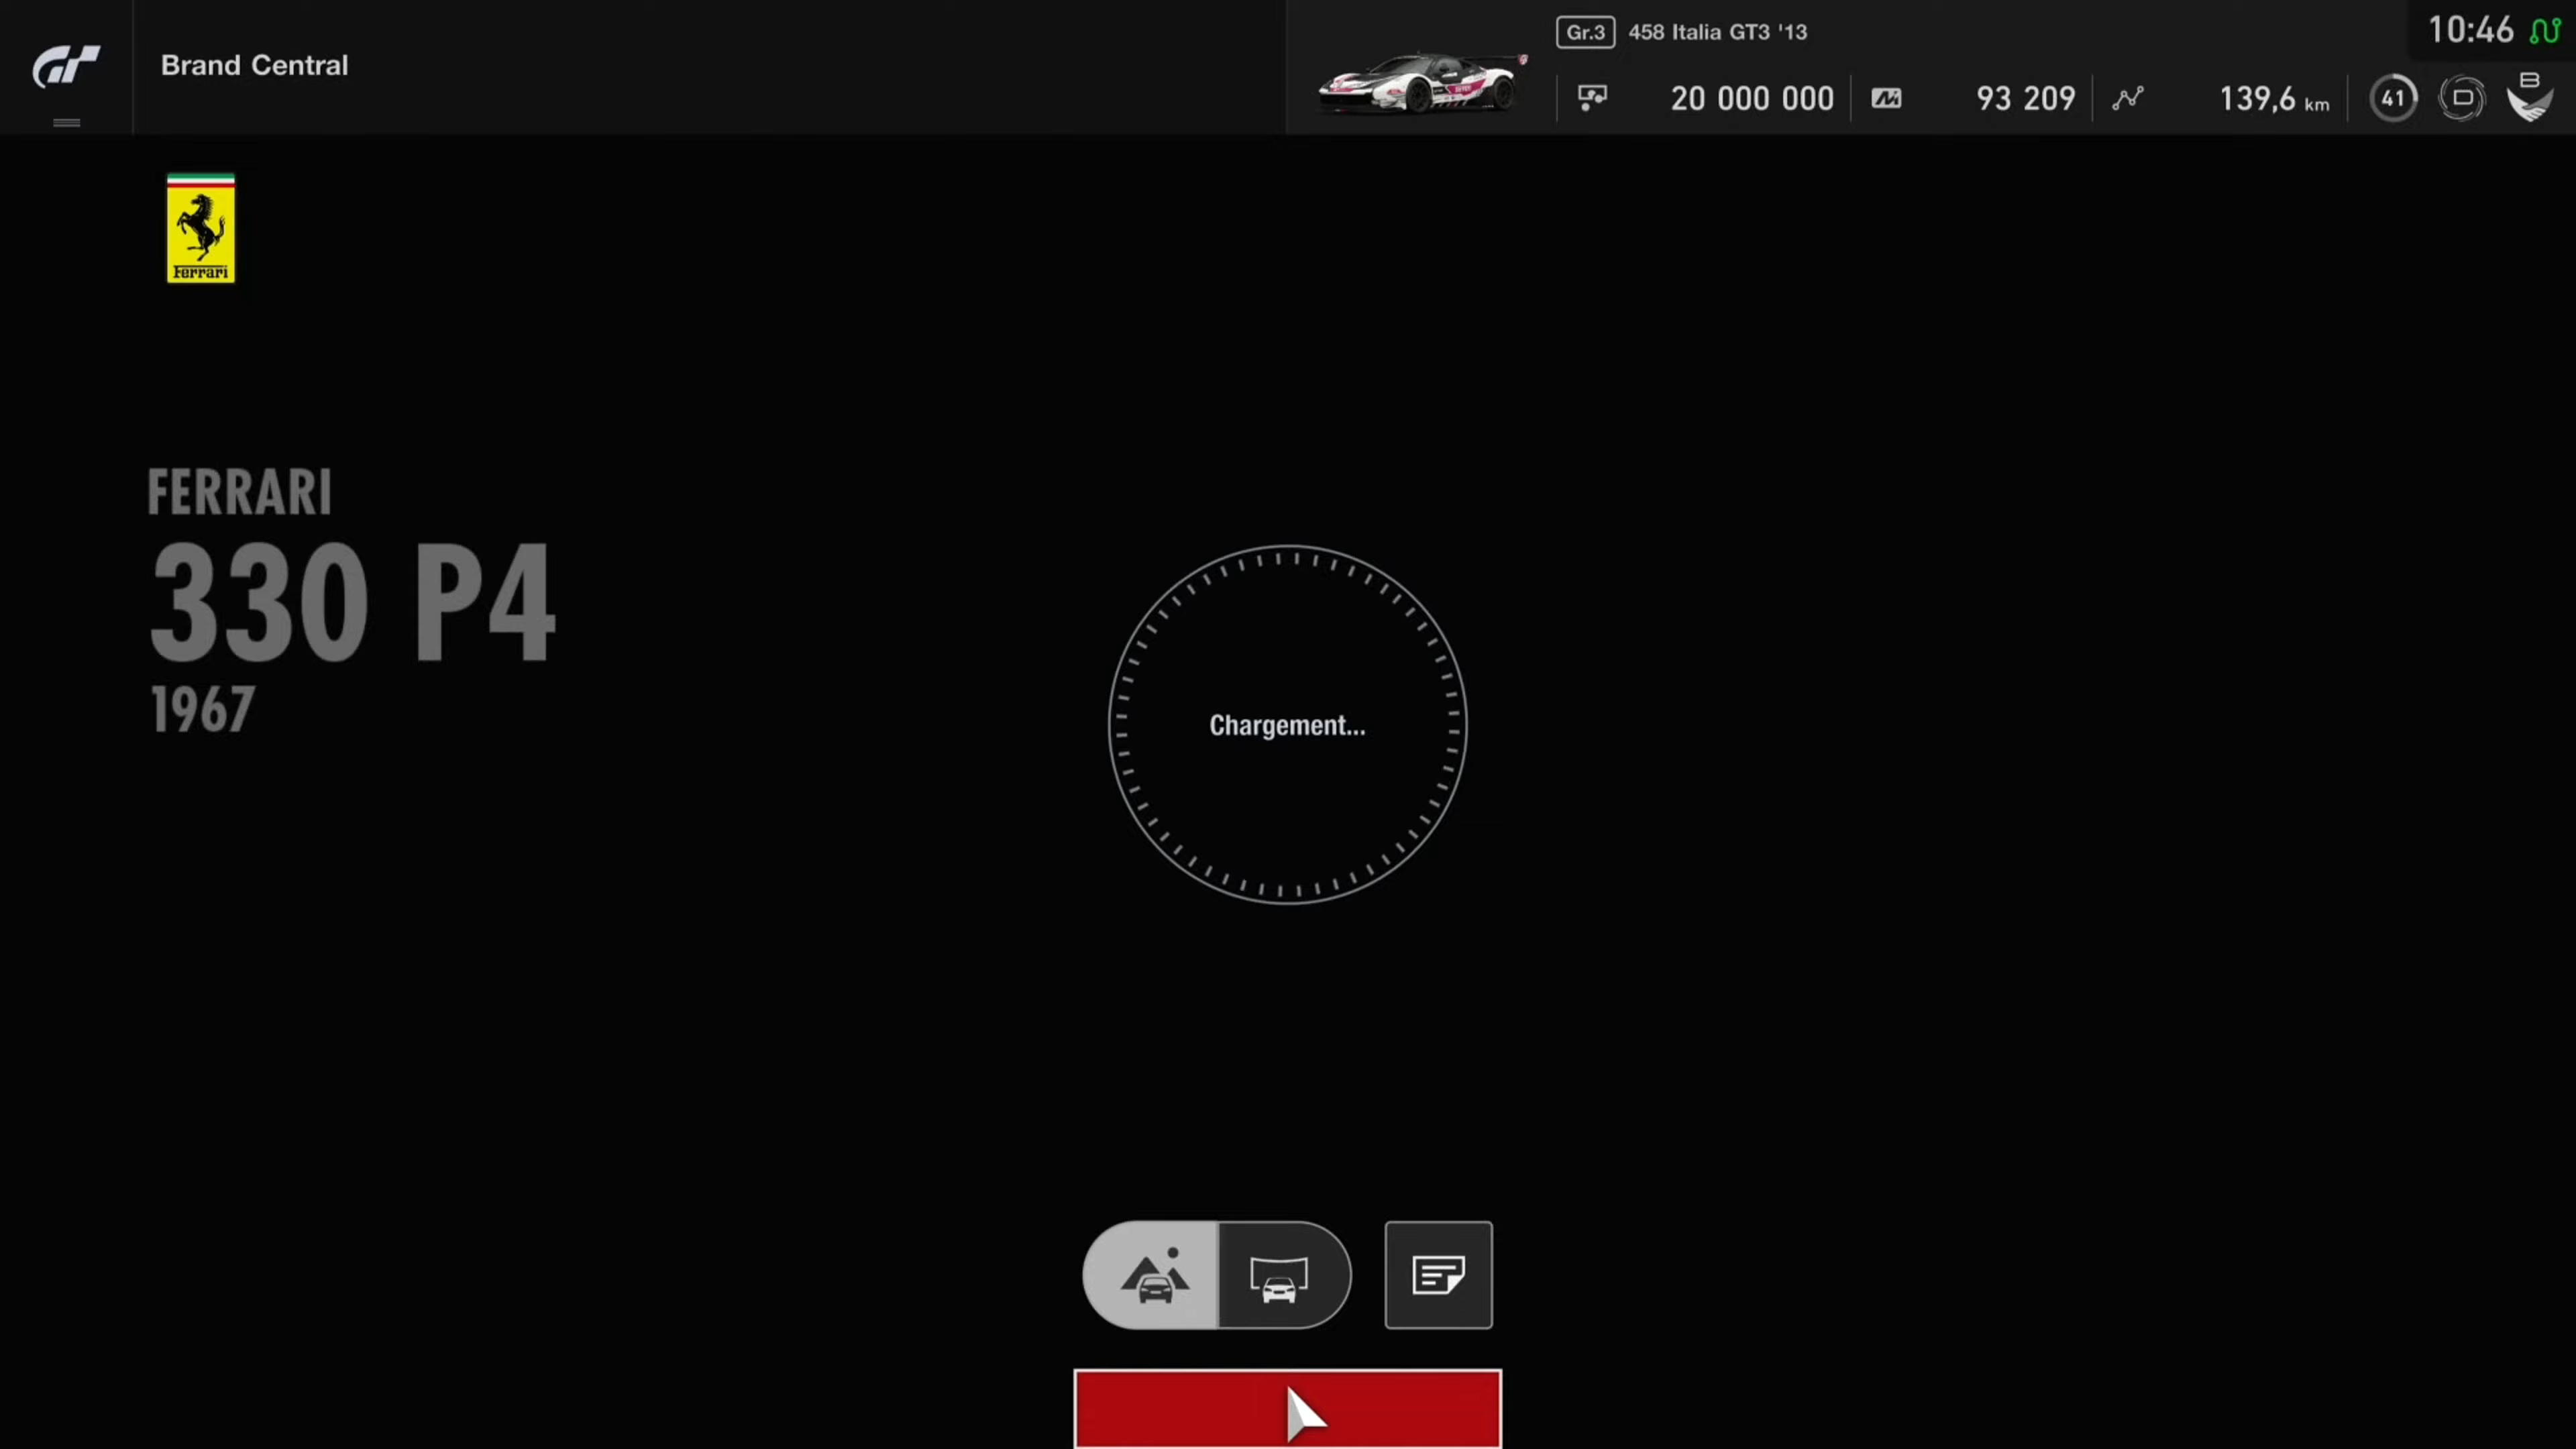 Brand Central
Gr.3 458 Italia GT3 '13
10:46
20 000 000
93 209
139,6 km
41
D
B
Ferrari
FERRARI
330 P4
1967
Chargement...